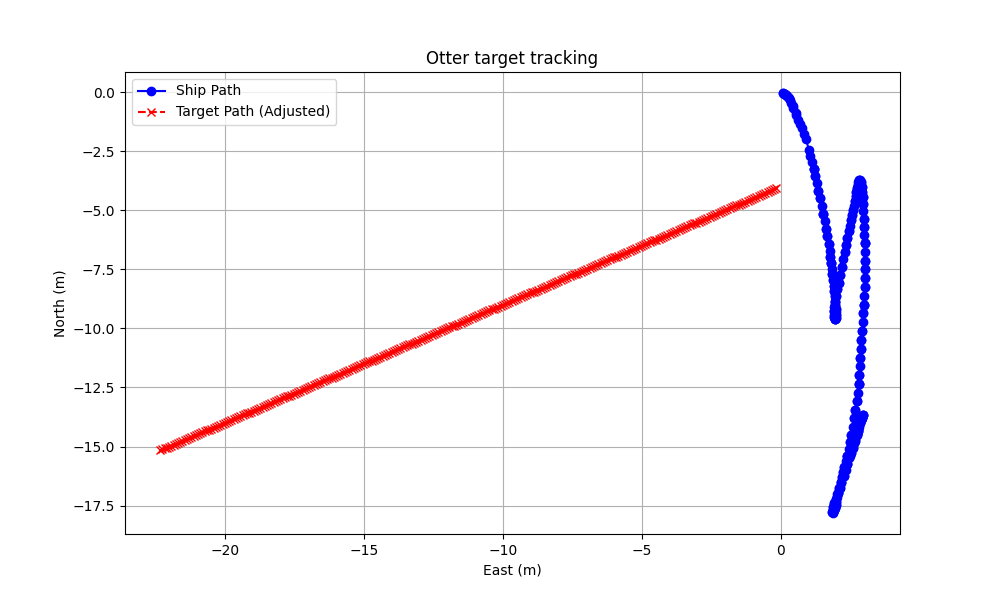 Otter target tracking
Ship Path
Target Path (Adjusted)
0.0
−2.5
−5.0
−7.5
−10.0
−12.5
−15.0
−17.5
North (m)
−20
−15
−10
−5
0
East (m)